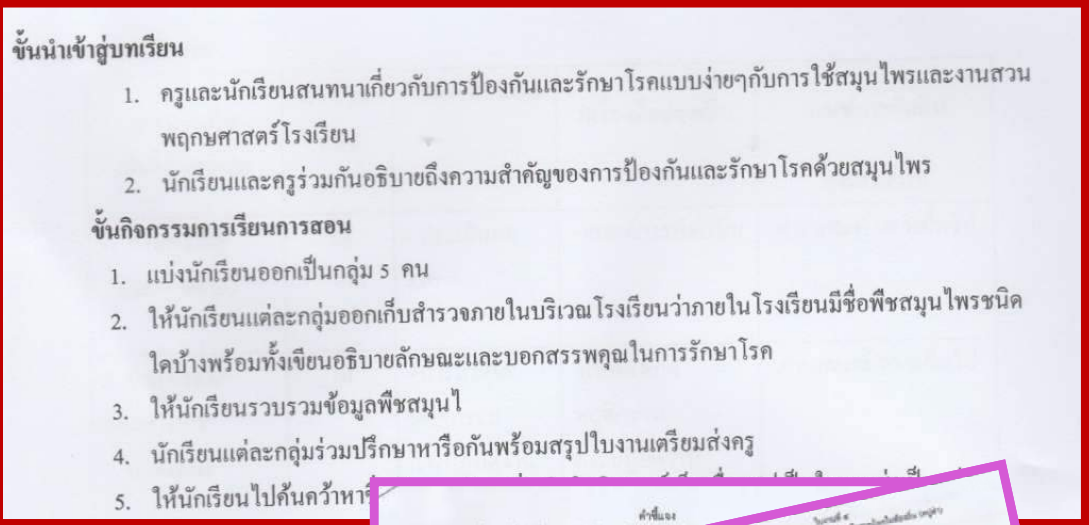 ขั้นนำเข้าสู่บทเรียน
1. ครูและนักเรียนสนทนาเกี่ยวกับการป้องกันและรักษาโรคแบบง่ายๆกับการใช้สมุนไพรและงานสวน
พฤกษศาสตร์โรงเรียน
2. นักเรียนและครูร่วมกันอธิบายถึงความสำคัญของการป้องกันและรักษาโรคด้วยสมุนไพร
ขั้นกิจกรรมการเรียนการสอน
1. แบ่งนักเรียนออกเป็นกลุ่ม 5 คน
2. ให้นักเรียนแต่ละกลุ่มออกเก็บสำรวจภายในบริเวณโรงเรียนว่าภายในโรงเรียนมีชื่อพืชสมุนไพรชนิด
ใดบ้างพร้อมทั้งเขียนอธิบายลักษณะและบอกสรรพคุณในการรักษาโรค
3. ให้นักเรียนรวบรวมข้อมูลพืชสมุนไ
4. นักเรียนแต่ละกลุ่มร่วมปรึกษาหารือกันพร้อมสรุปใบงานเตรียมส่งครู
5. ให้นักเรียนไปค้นคว้าหา
คำชี้แจง